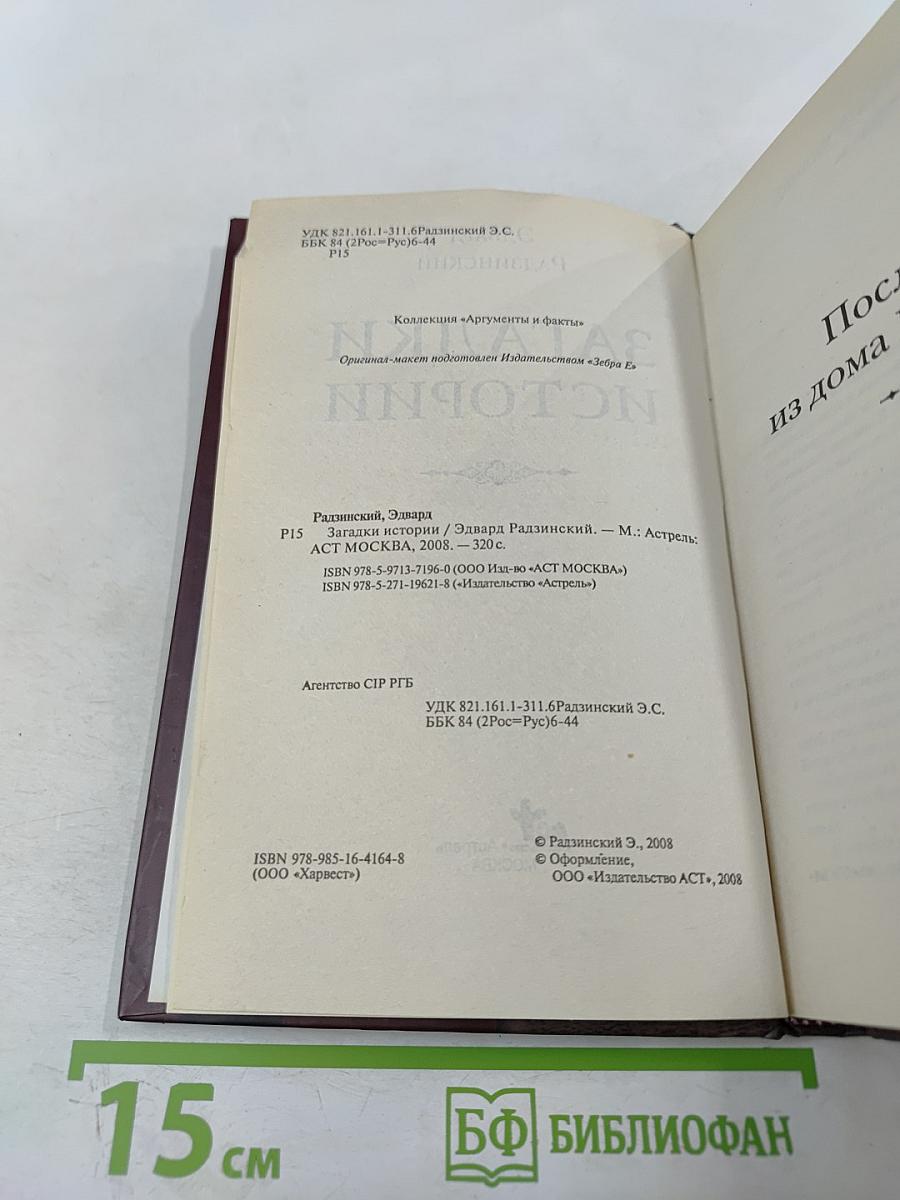 УДК 821.161.1-311.6Радзинский Э.С.
ББК 84 (2Рос=Рус)6-44
Р15
Коллекция «Аргументы и факты»
Оригинал-макет подготовлен Издательством «Зебра Е»
Радзинский, Эдвард
Р15 Загадки истории / Эдвард Радзинский. — М.: Астрель:
АСТ МОСКВА, 2008. — 320 с.
ISBN 978-5-9713-7196-0 (ООО Изд-во «АСТ МОСКВА»)
ISBN 978-5-271-19621-8 («Издательство «Астрель»)
Агентство CIP РГБ
УДК 821.161.1-311.6Радзинский Э.С.
ББК 84 (2Рос=Рус)6-44
ISBN 978-985-16-4164-8
(ООО «Харвест»)
© Радзинский Э., 2008
© Оформление,
ООО «Издательство АСТ», 2008
из дома
15 см
БФ БИБЛИОФАН